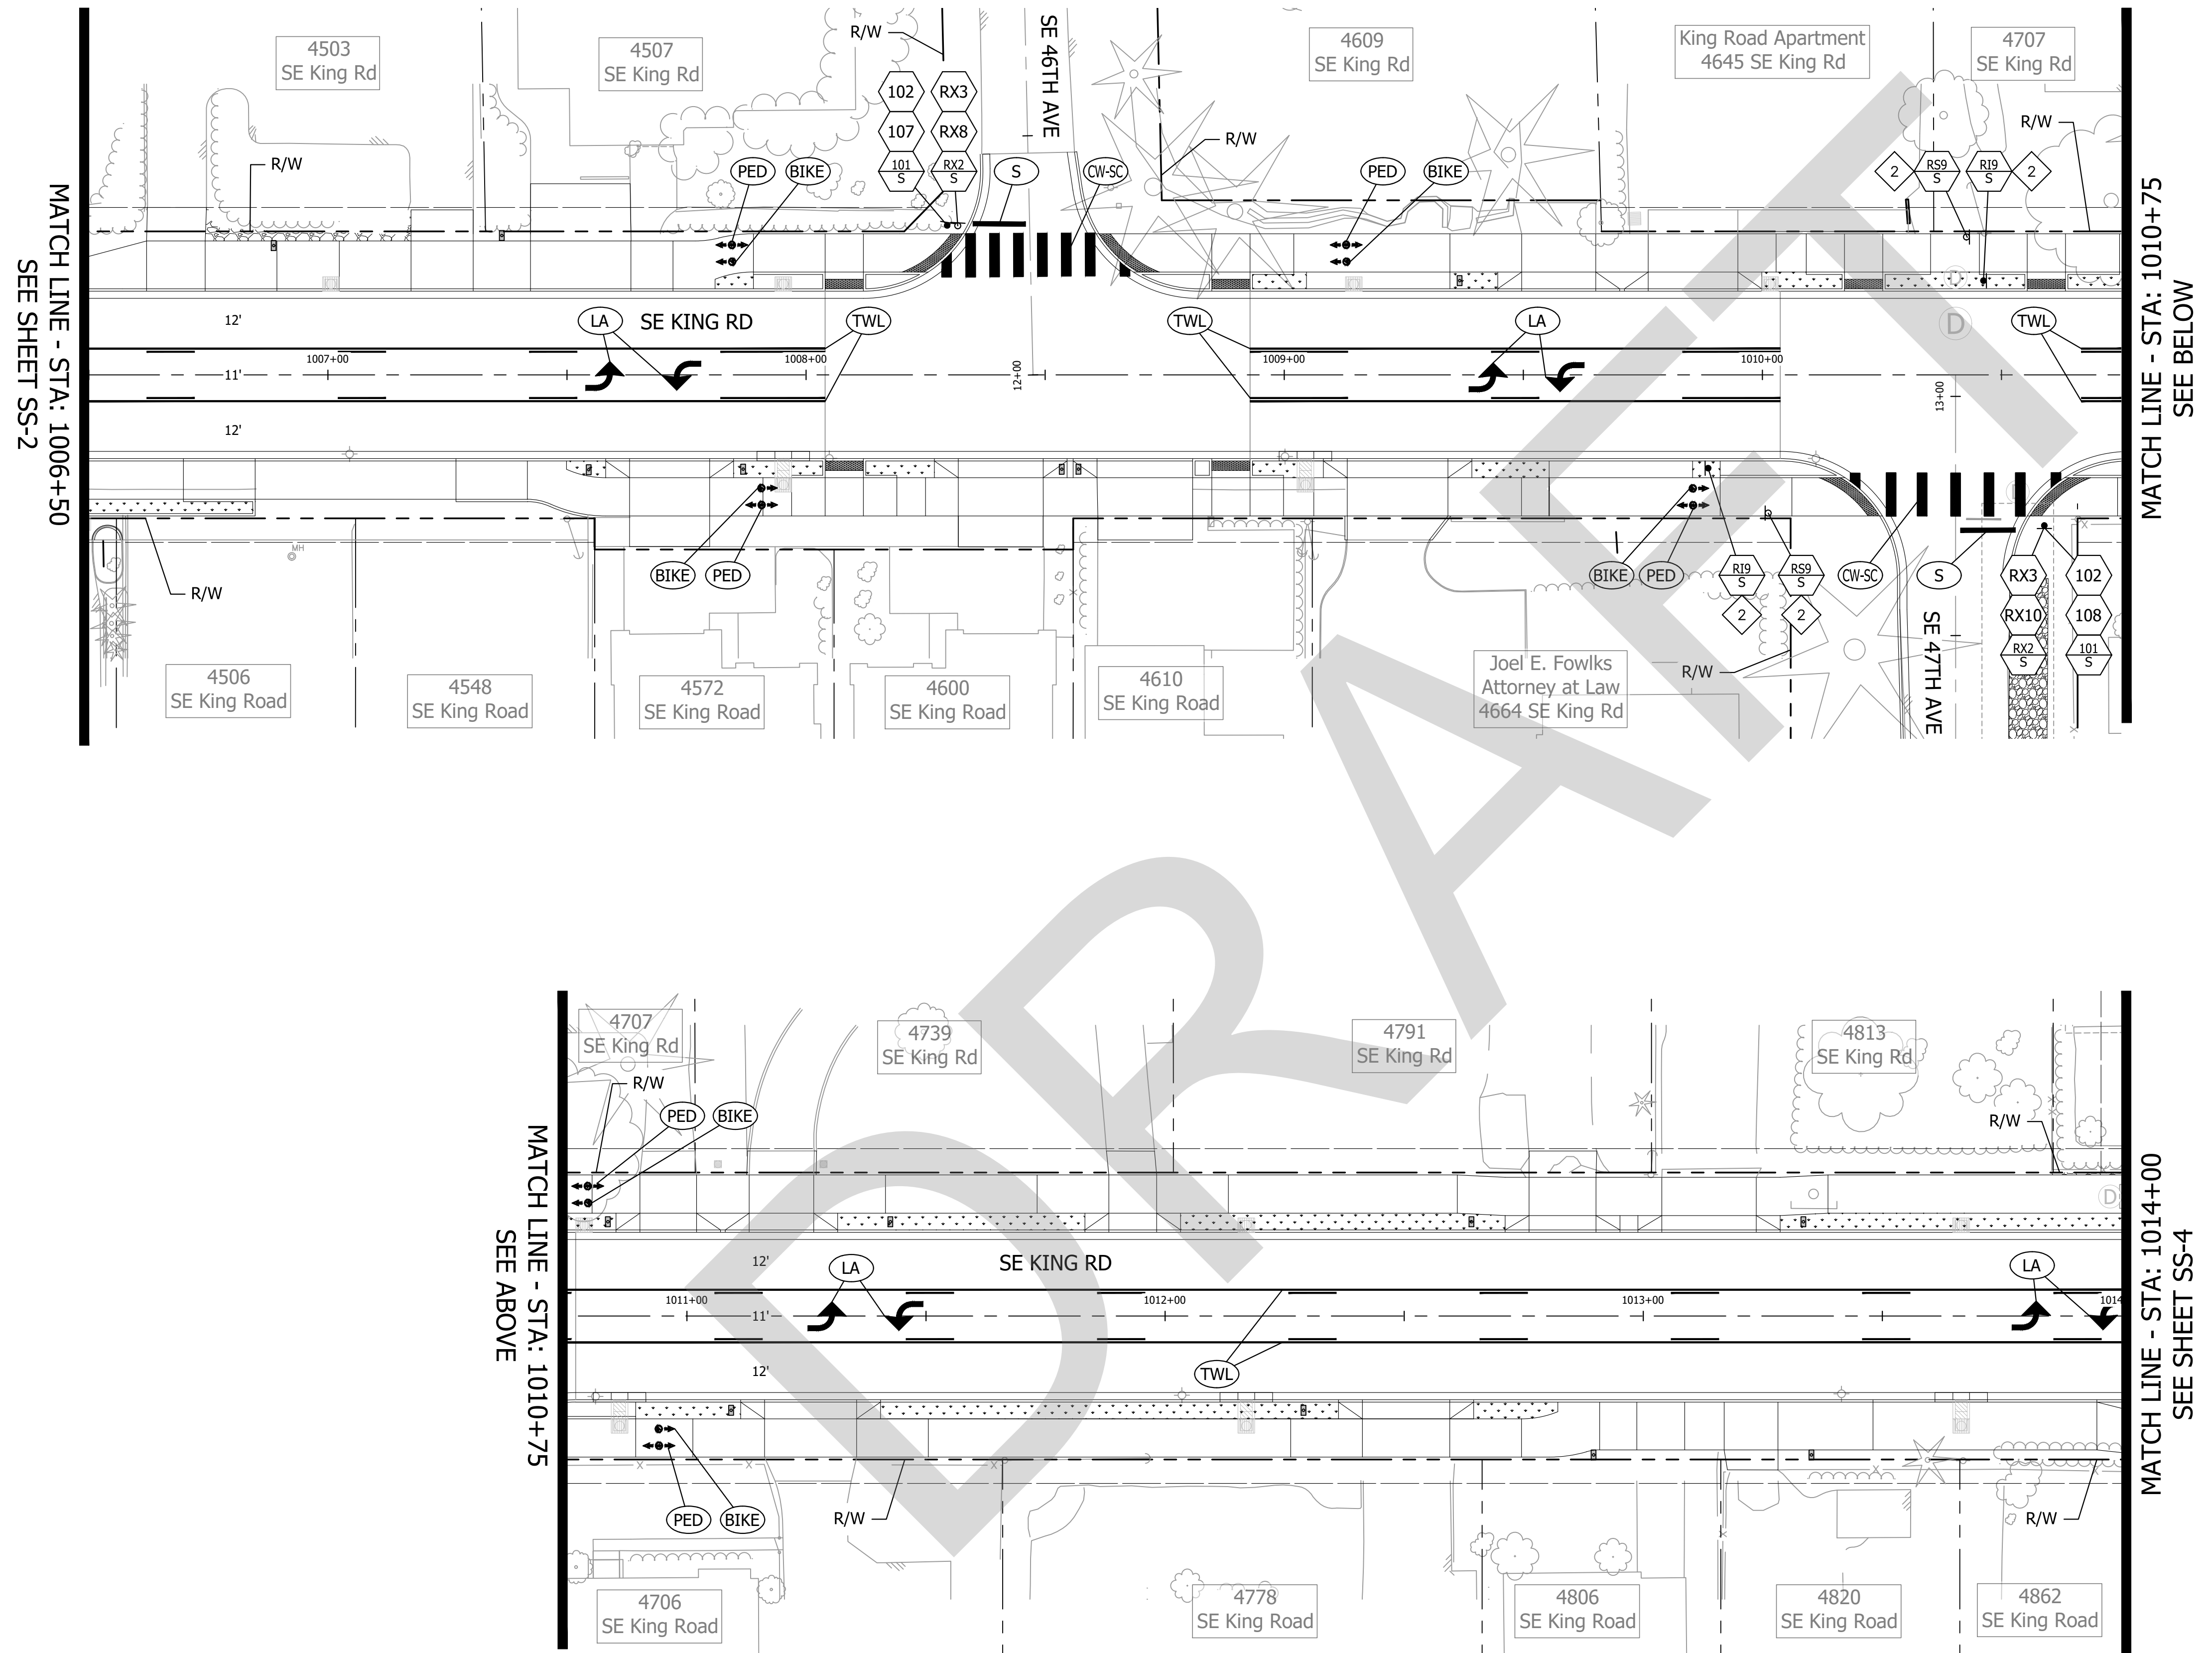 MATCH LINE - STA: 1006+50
SEE SHEET SS-2
4503
SE King Rd
4507
SE King Rd
R/W
SE 46TH AVE
4609
SE King Rd
King Road Apartment
4645 SE King Rd
4707
SE King Rd
R/W
R/W
R/W
102
RX3
107
RX8
101
S
RX2
S
PED
BIKE
S
CW-SC
PED
BIKE
2
RS9
S
RI9
S
2
MATCH LINE - STA: 1010+75
SEE BELOW
12'
LA
SE KING RD
TWL
TWL
LA
D
D
TWL
1007+00
1008+00
1009+00
1010+00
11'
12+00
13+00
12'
MH
R/W
BIKE
PED
BIKE
PED
RI9
S
2
RS9
S
2
CW-SC
S
RX3
102
RX10
108
RX2
S
101
S
SE 47TH AVE
R/W
4506
SE King Road
4548
SE King Road
4572
SE King Road
4600
SE King Road
4610
SE King Road
Joel E. Fowlks
Attorney at Law
4664 SE King Rd
DRAFT
MATCH LINE - STA: 1010+75
SEE ABOVE
4707
SE King Rd
4739
SE King Rd
4791
SE King Rd
4813
SE King Rd
R/W
PED
BIKE
R/W
D
12'
LA
SE KING RD
LA
1011+00
1012+00
1013+00
1014
11'
12'
TWL
PED
BIKE
R/W
R/W
4706
SE King Road
4778
SE King Road
4806
SE King Road
4820
SE King Road
4862
SE King Road
MATCH LINE - STA: 1014+00
SEE SHEET SS-4